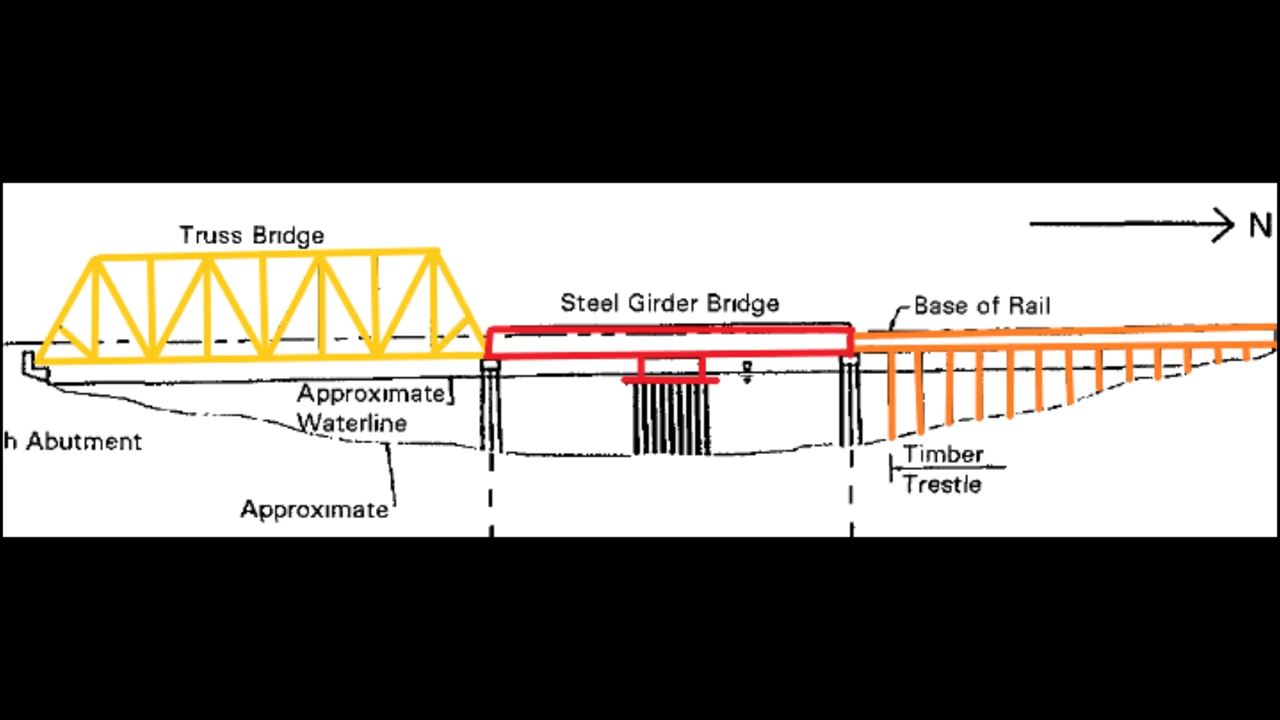 Truss Bridge
N
Steel Girder Bridge
Base of Rail
Approximate
Waterline
h Abutment
Timber
Trestle
Approximate